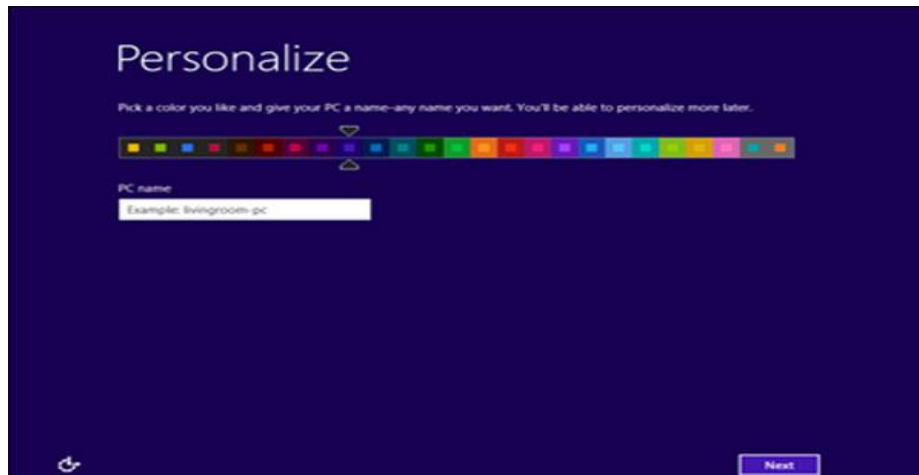 Personalize
Pick a color you like and give your PC a name–any name you want. You'll be able to personalize more later.
PC name
Example: livingroom-pc
Next